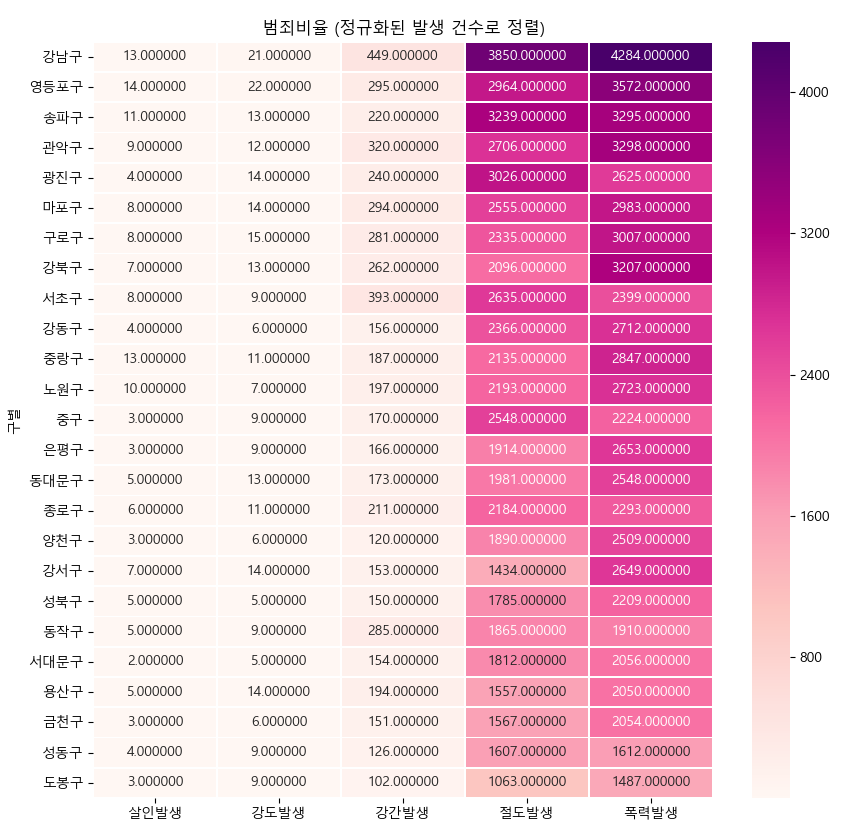 범죄비율 (정규화된 발생 건수로 정렬)
강남구 13.000000 21.000000 449.000000 3850.000000 4284.000000
영등포구 14.000000 22.000000 295.000000 2964.000000 3572.000000
송파구 11.000000 13.000000 220.000000 3239.000000 3295.000000
관악구 9.000000 12.000000 320.000000 2706.000000 3298.000000
광진구 4.000000 14.000000 240.000000 3026.000000 2625.000000
마포구 8.000000 14.000000 294.000000 2555.000000 2983.000000
구로구 8.000000 15.000000 281.000000 2335.000000 3007.000000
강북구 7.000000 13.000000 262.000000 2096.000000 3207.000000
서초구 8.000000 9.000000 393.000000 2635.000000 2399.000000
강동구 4.000000 6.000000 156.000000 2366.000000 2712.000000
중랑구 13.000000 11.000000 187.000000 2135.000000 2847.000000
노원구 10.000000 7.000000 197.000000 2193.000000 2723.000000
중구 3.000000 9.000000 170.000000 2548.000000 2224.000000
은평구 3.000000 9.000000 166.000000 1914.000000 2653.000000
동대문구 5.000000 13.000000 173.000000 1981.000000 2548.000000
종로구 6.000000 11.000000 211.000000 2184.000000 2293.000000
양천구 3.000000 6.000000 120.000000 1890.000000 2509.000000
강서구 7.000000 14.000000 153.000000 1434.000000 2649.000000
성북구 5.000000 5.000000 150.000000 1785.000000 2209.000000
동작구 5.000000 9.000000 285.000000 1865.000000 1910.000000
서대문구 2.000000 5.000000 154.000000 1812.000000 2056.000000
용산구 5.000000 14.000000 194.000000 1557.000000 2050.000000
금천구 3.000000 6.000000 151.000000 1567.000000 2054.000000
성동구 4.000000 9.000000 126.000000 1607.000000 1612.000000
도봉구 3.000000 9.000000 102.000000 1063.000000 1487.000000
살인발생 강도발생 강간발생 절도발생 폭력발생
구별
4000
3200
2400
1600
800